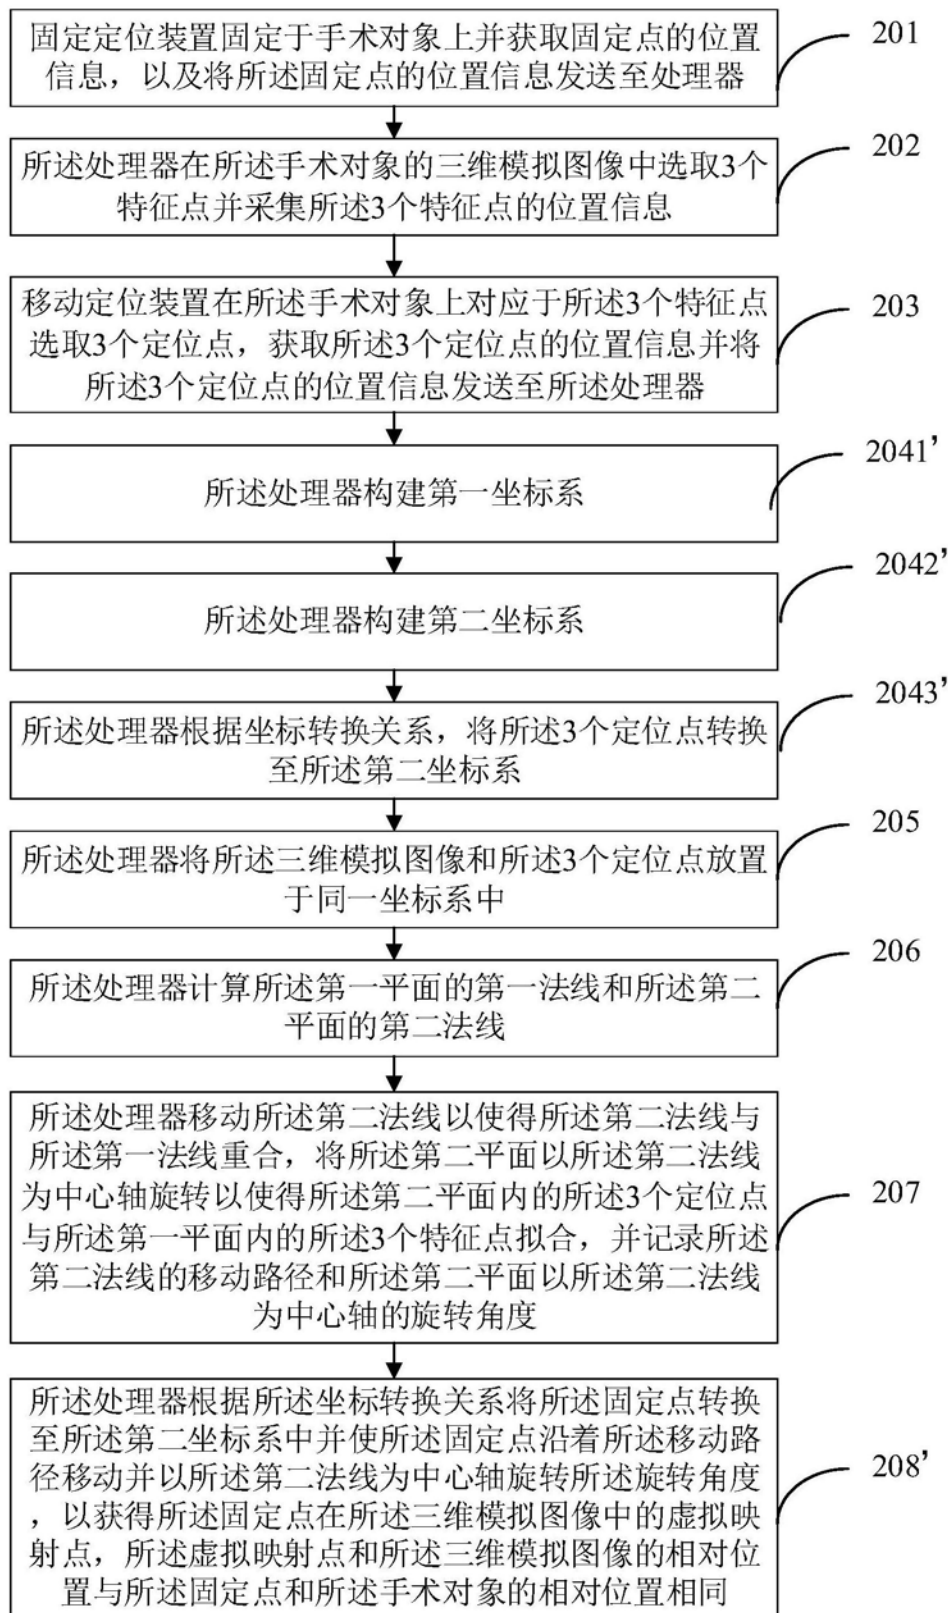 固定定位装置固定于手术对象上并获取固定点的位置
信息，以及将所述固定点的位置信息发送至处理器
201
所述处理器在所述手术对象的三维模拟图像中选取3个
特征点并采集所述3个特征点的位置信息
202
移动定位装置在所述手术对象上对应于所述3个特征点
选取3个定位点，获取所述3个定位点的位置信息并将
所述3个定位点的位置信息发送至所述处理器
203
所述处理器构建第一坐标系
2041’
所述处理器构建第二坐标系
2042’
所述处理器根据坐标转换关系，将所述3个定位点转换
至所述第二坐标系
2043’
所述处理器将所述三维模拟图像和所述3个定位点放置
于同一坐标系中
205
所述处理器计算所述第一平面的第一法线和所述第二
平面的第二法线
206
所述处理器移动所述第二法线以使得所述第二法线与
所述第一法线重合，将所述第二平面以所述第二法线
为中心轴旋转以使得所述第二平面内的所述3个定位点
与所述第一平面内的所述3个特征点拟合，并记录所述
第二法线的移动路径和所述第二平面以所述第二法线
为中心轴的旋转角度
207
所述处理器根据所述坐标转换关系将所述固定点转换
至所述第二坐标系中并使所述固定点沿着所述移动路
径移动并以所述第二法线为中心轴旋转所述旋转角度
，以获得所述固定点在所述三维模拟图像中的虚拟映
射点，所述虚拟映射点和所述三维模拟图像的相对位
置与所述固定点和所述手术对象的相对位置相同
208’